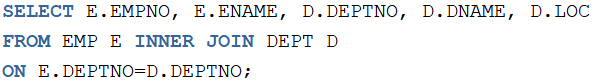 SELECT E.EMPNO, E.ENAME, D.DEPTNO, D.DNAME, D.LOC
FROM EMP E INNER JOIN DEPT D
ON E.DEPTNO=D.DEPTNO;